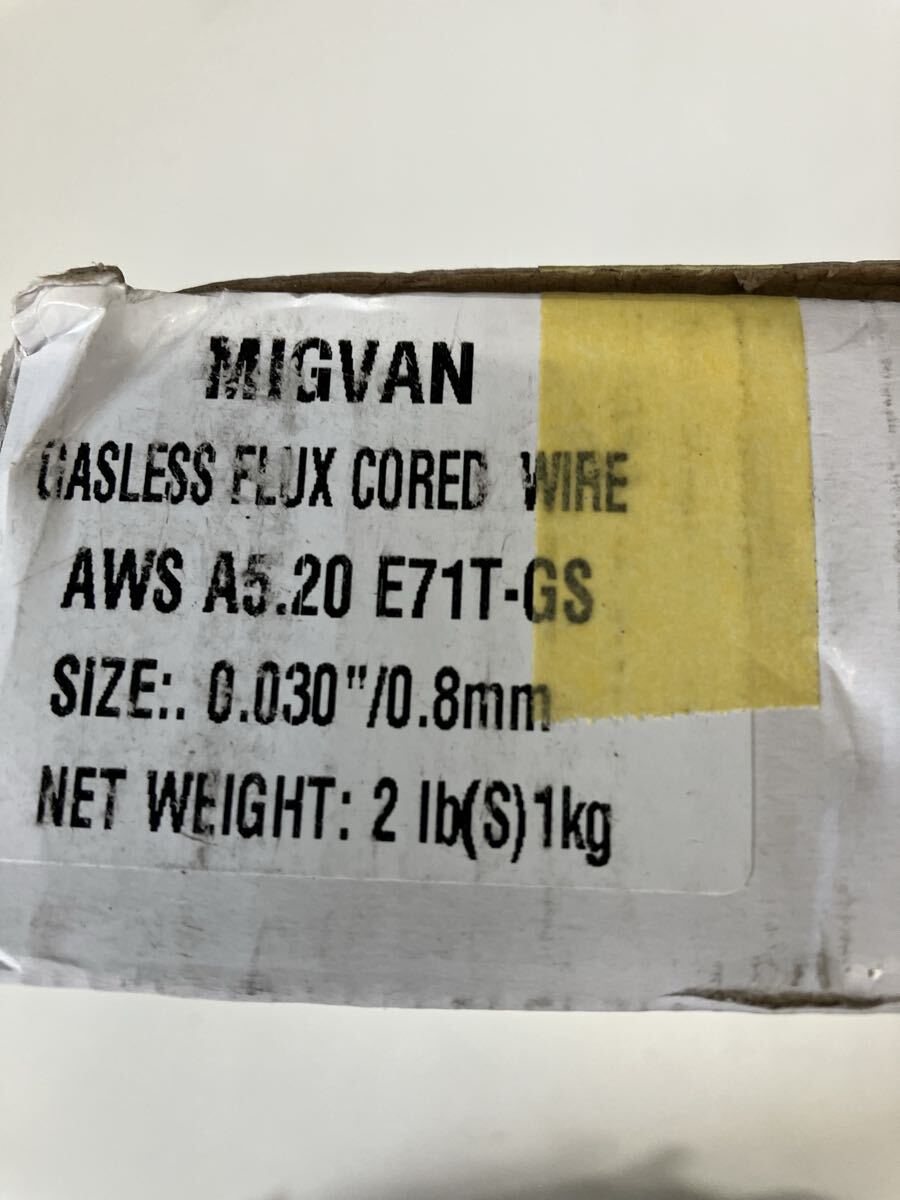 MIGVAN
GASLESS FLUX CORED WIRE
AWS A5.20 E71T-GS
SIZE:. 0.030"/0.8mm
NET WEIGHT: 2 lb(S)1kg